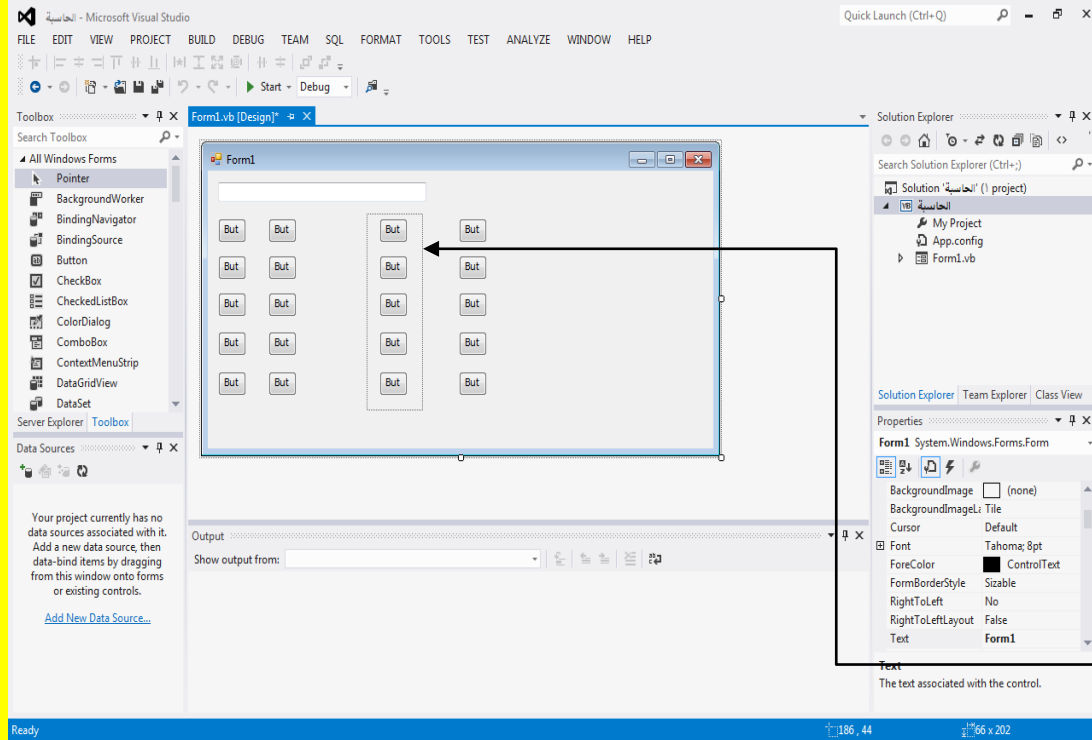 الحاسبة - Microsoft Visual Studio
Quick Launch (Ctrl+Q)
FILE EDIT VIEW PROJECT BUILD DEBUG TEAM SQL FORMAT TOOLS TEST ANALYZE WINDOW HELP
Start Debug
Toolbox
Search Toolbox
All Windows Forms
Pointer
BackgroundWorker
BindingNavigator
BindingSource
Button
CheckBox
CheckedListBox
ColorDialog
ComboBox
ContextMenuStrip
DataGridView
DataSet
Server Explorer Toolbox
Data Sources
Your project currently has no
data sources associated with it.
Add a new data source, then
data-bind items by dragging
from this window onto forms
or existing controls.
Add New Data Source...
Form1.vb [Design]*
Form1
But But But But
But But But But
But But But But
But But But But
But But But But
Output
Show output from:
Solution Explorer
Search Solution Explorer (Ctrl+;)
Solution 'الحاسبة' (١ project)
VB الحاسبة
My Project
App.config
Form1.vb
Solution Explorer Team Explorer Class View
Properties
Form1 System.Windows.Forms.Form
BackgroundImage (none)
BackgroundImageLa Tile
Cursor Default
Font Tahoma; 8pt
ForeColor ControlText
FormBorderStyle Sizable
RightToLeft No
RightToLeftLayout False
Text Form1
Text
The text associated with the control.
Ready 186 , 44 66 x 202